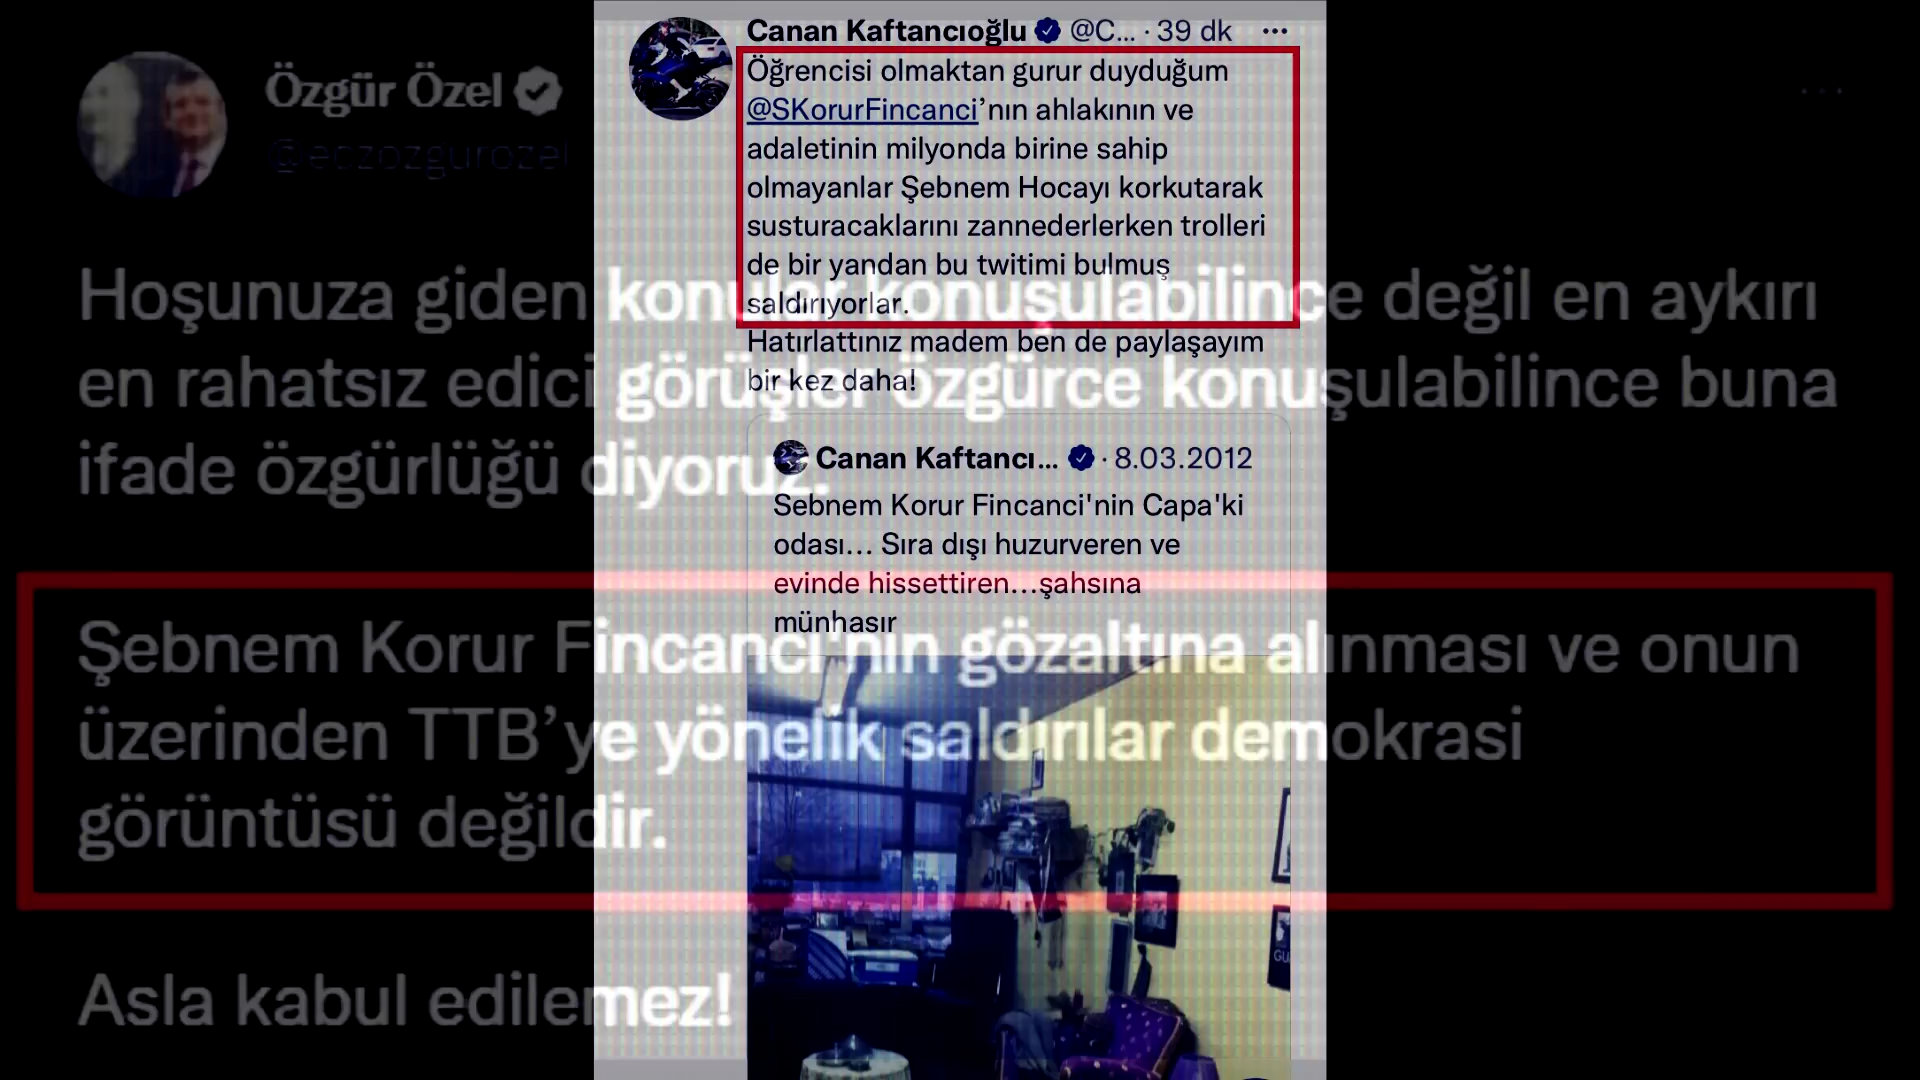 Özgür Özel
@eczozgurozel
Hoşunuza giden konular konuşulabilince değil en aykırı
en rahatsız edici görüşler özgürce konuşulabilince buna
ifade özgürlüğü diyoruz.
Şebnem Korur Fincancı'nın gözaltına alınması ve onun
üzerinden TTB’ye yönelik saldırılar demokrasi
görüntüsü değildir.
Asla kabul edilemez!
Canan Kaftancıoğlu @C... · 39 dk ...
Öğrencisi olmaktan gurur duyduğum
@SKorurFincanci’nın ahlakının ve
adaletinin milyonda birine sahip
olmayanlar Şebnem Hocayı korkutarak
susturacaklarını zannederlerken trolleri
de bir yandan bu twitimi bulmuş
saldırıyorlar.
Hatırlattınız madem ben de paylaşayım
bir kez daha!
Canan Kaftancı... · 8.03.2012
Sebnem Korur Fincanci'nin Capa'ki
odası... Sıra dışı huzurveren ve
evinde hissettiren...şahsına
münhasır
GU